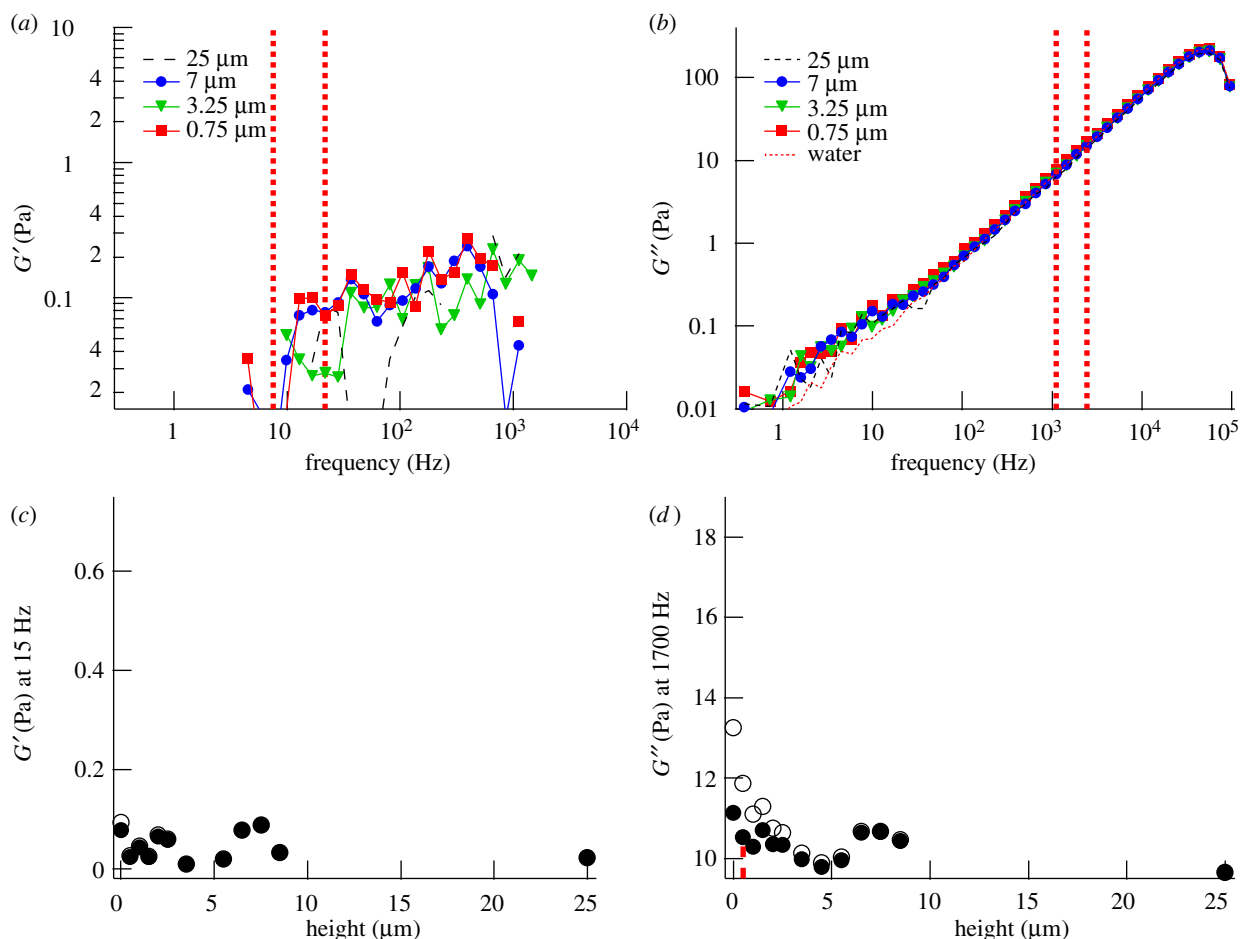 (a)
10
4
2
1
4
2
0.1
4
2
G′ (Pa)
25 µm
7 µm
3.25 µm
0.75 µm
1 10 10² 10³ 10⁴
frequency (Hz)
(b)
100
10
1
0.1
0.01
G″ (Pa)
25 µm
7 µm
3.25 µm
0.75 µm
water
1 10 10² 10³ 10⁴ 10⁵
frequency (Hz)
(c)
0.6
0.4
0.2
0
G′ (Pa) at 15 Hz
0 5 10 15 20 25
height (µm)
(d)
18
16
14
12
10
G″ (Pa) at 1700 Hz
0 5 10 15 20 25
height (µm)